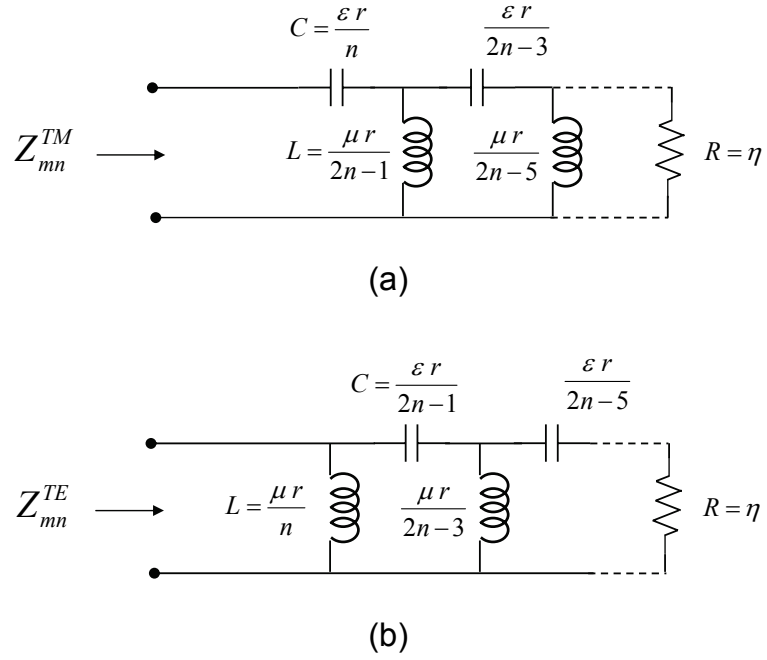 C = εr/n
εr/2n−3
Z_mn^TM
L = μr/2n−1
μr/2n−5
R = η
(a)
C = εr/2n−1
εr/2n−5
Z_mn^TE
L = μr/n
μr/2n−3
R = η
(b)